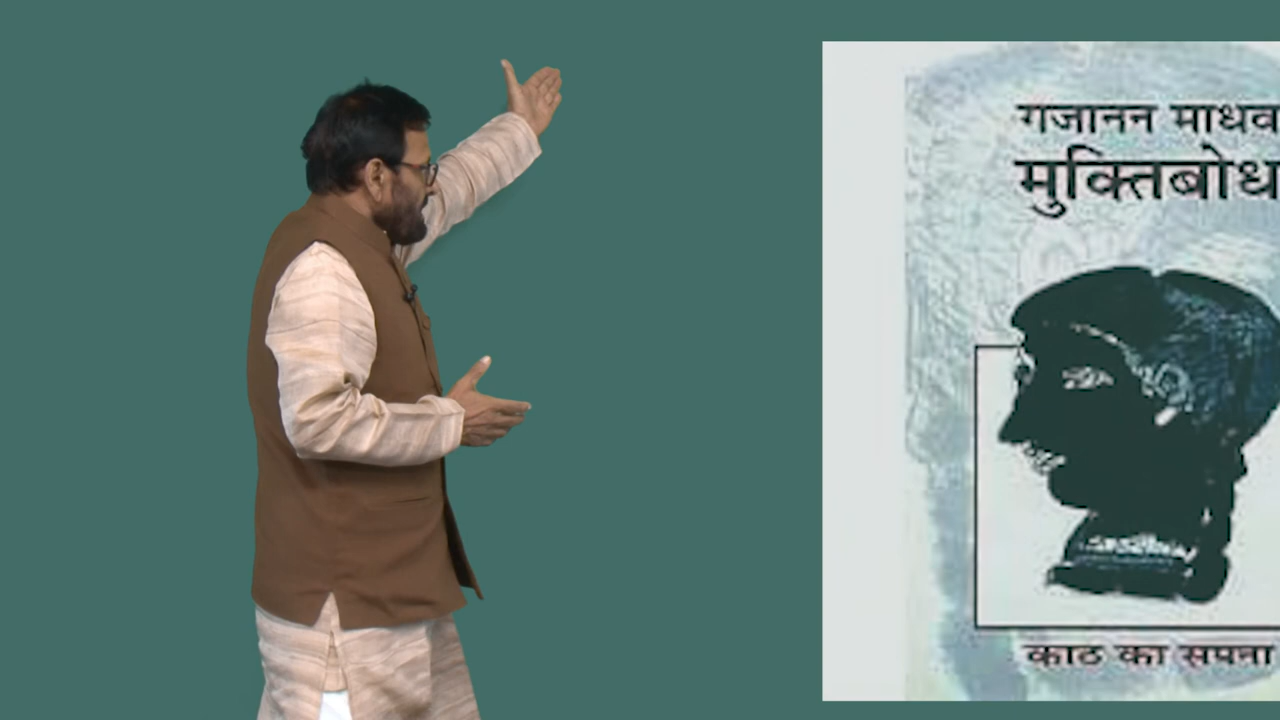 गजानन माधव
मुक्तिबोध
काठ का सपना